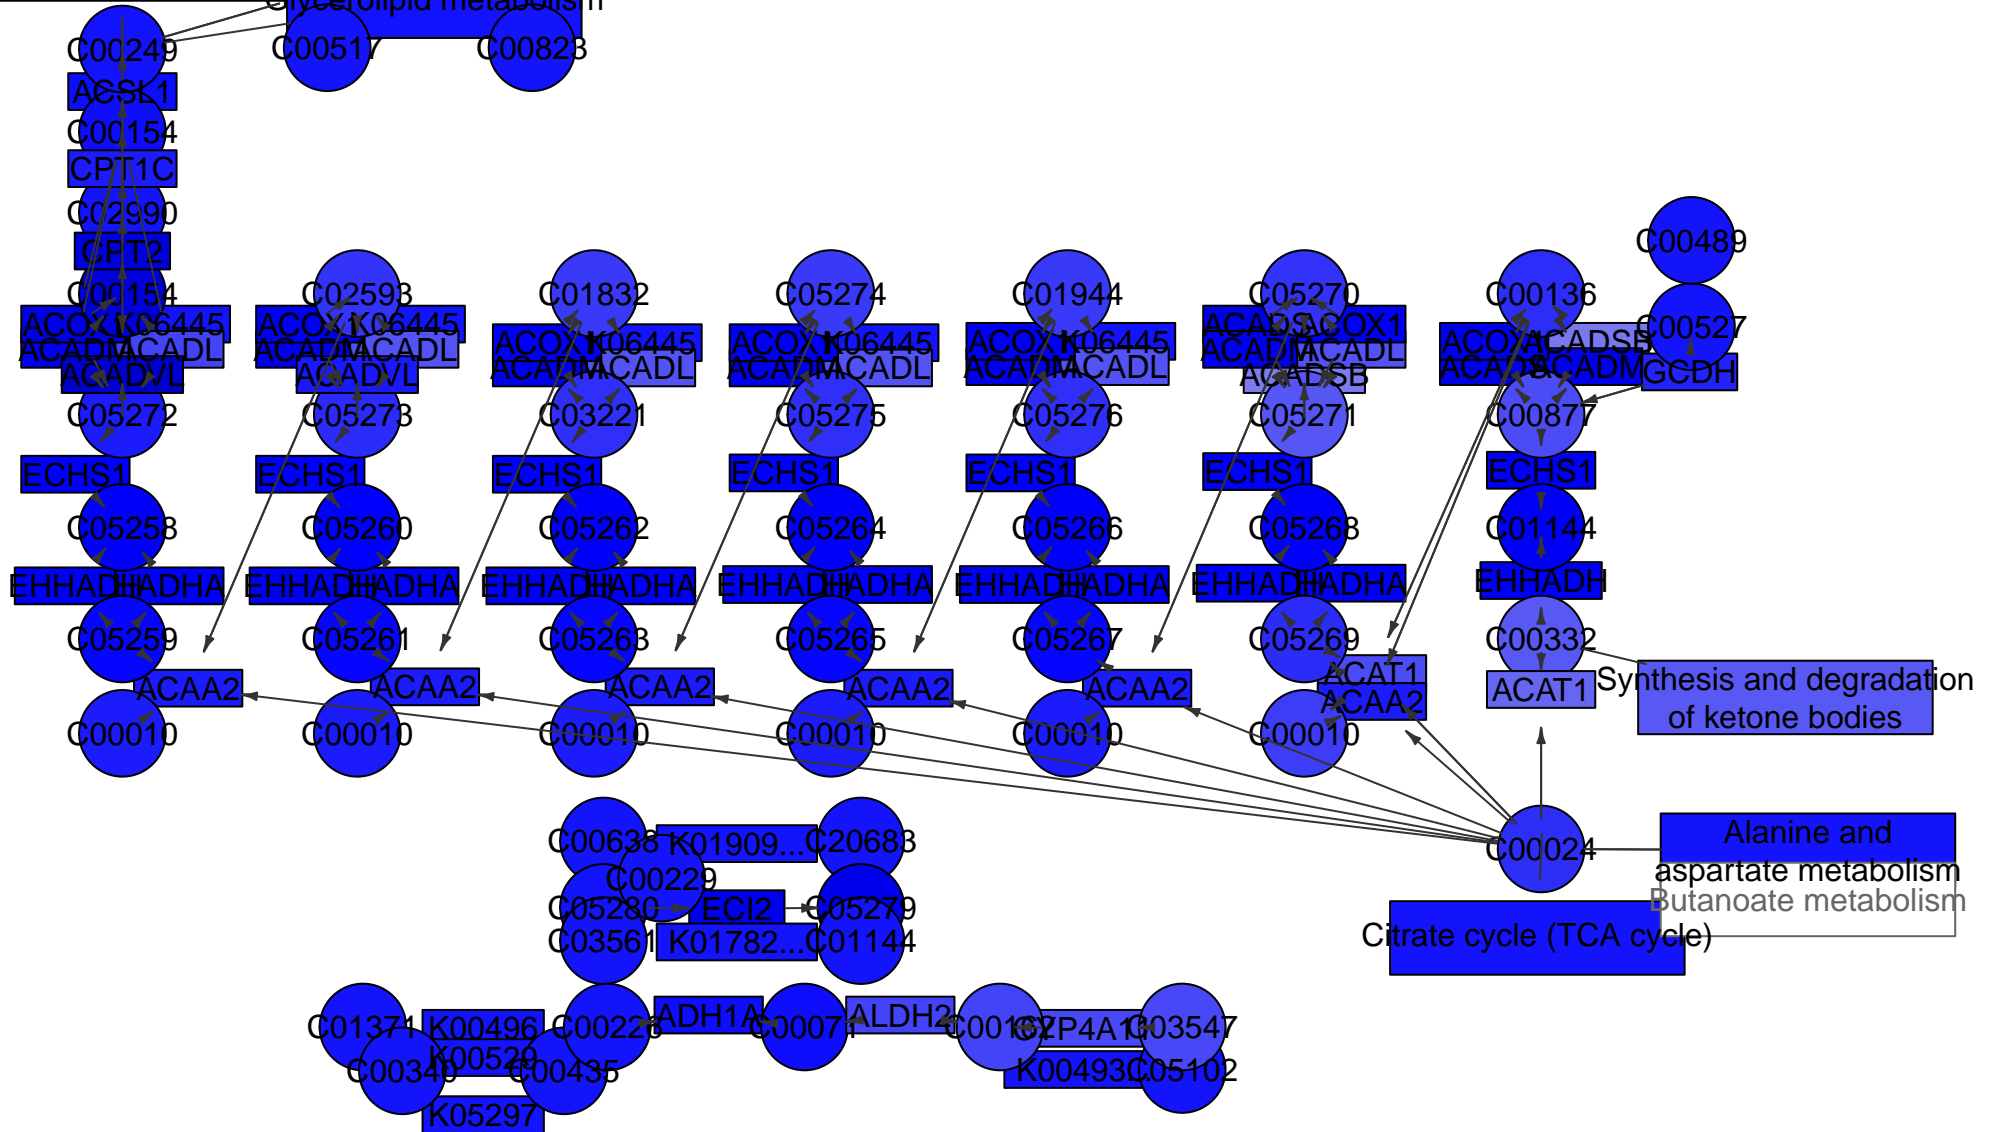 Glycerolipid metabolism
C00249
C00517
C00823
ACSL1
C00154
CPT1C
C02990
C00489
CPT2
C00154
C02593
C01832
C05274
C01944
C05270
C00136
C00527
ACOX1
K06445
ACOX1
K06445
ACOX1
K06445
ACOX1
K06445
ACOX1
K06445
ACADS
ACOX1
ACOX1
ACADSB
ACADM
ACADL
ACADM
ACADL
ACADM
ACADL
ACADM
ACADL
ACADM
ACADL
ACADM
ACADL
ACADS
ACADM
GCDH
ACADVL
ACADVL
ACADSB
C05272
C05273
C03221
C05275
C05276
C05271
C00877
ECHS1
ECHS1
ECHS1
ECHS1
ECHS1
ECHS1
ECHS1
C05258
C05260
C05262
C05264
C05266
C05268
C01144
EHHADH
HADHA
EHHADH
HADHA
EHHADH
HADHA
EHHADH
HADHA
EHHADH
HADHA
EHHADH
HADHA
EHHADH
C05259
C05261
C05263
C05265
C05267
C05269
C00332
ACAA2
ACAA2
ACAA2
ACAA2
ACAA2
ACAT1
ACAA2
ACAT1
Synthesis and degradation
of ketone bodies
C00010
C00010
C00010
C00010
C00010
C00010
C00638
K01909...
C20683
C00024
Alanine and
aspartate metabolism
Butanoate metabolism
C00229
C05280
ECI2
C05279
C03561
K01782...
C01144
Citrate cycle (TCA cycle)
C01371
K00496
C00226
ADH1A
C00071
ALDH2
C00162
CYP4A11
C03547
K00529
C00340
C00435
K00493...
C05102
K05297